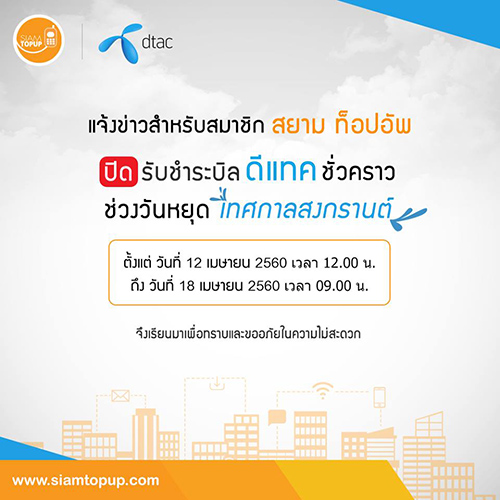 SIAM
TOPUP
dtac
แจ้งข่าวสำหรับสมาชิก สยาม ท็อปอัพ
ปิด รับชำระบิล ดีแทค ชั่วคราว
ช่วงวันหยุด เทศกาลสงกรานต์
ตั้งแต่ วันที่ 12 เมษายน 2560 เวลา 12.00 น.
ถึง วันที่ 18 เมษายน 2560 เวลา 09.00 น.
จึงเรียนมาเพื่อทราบและขออภัยในความไม่สะดวก
www.siamtopup.com